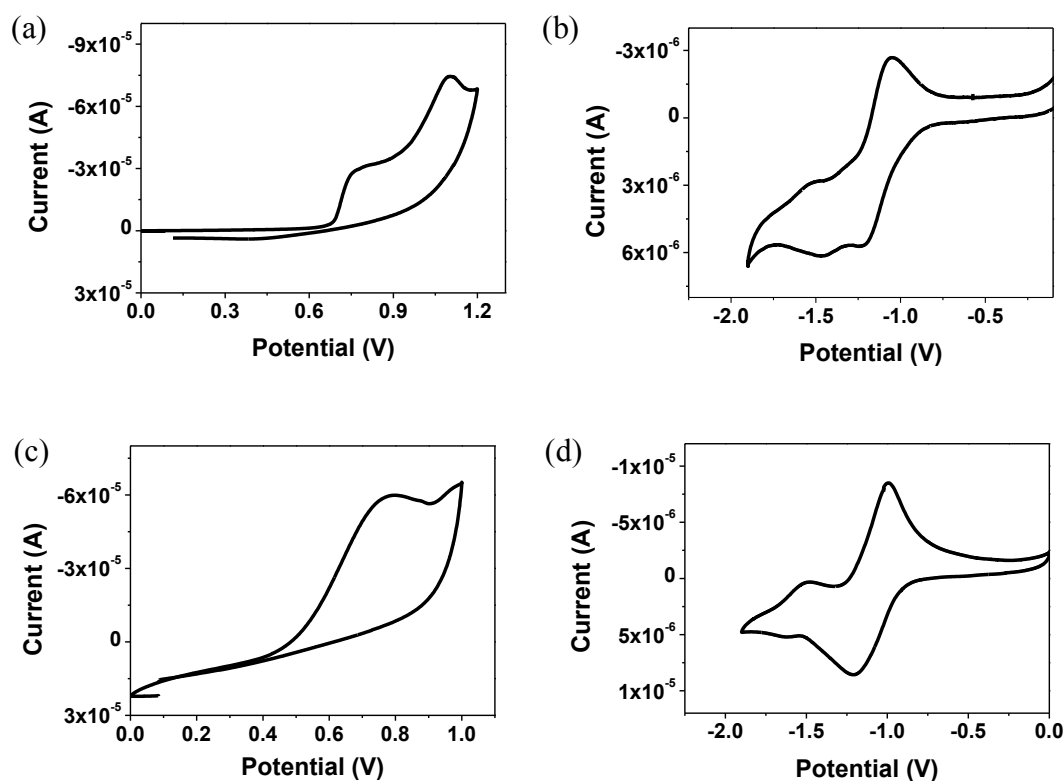 (a)
-9x10-5
-6x10-5
-3x10-5
0
3x10-5
Current (A)
0.0 0.3 0.6 0.9 1.2
Potential (V)
(b)
-3x10-6
0
3x10-6
6x10-6
Current (A)
-2.0 -1.5 -1.0 -0.5
Potential (V)
(c)
-6x10-5
-3x10-5
0
3x10-5
Current (A)
0.0 0.2 0.4 0.6 0.8 1.0
Potential (V)
(d)
-1x10-5
-5x10-6
0
5x10-6
1x10-5
Current (A)
-2.0 -1.5 -1.0 -0.5 0.0
Potential (V)